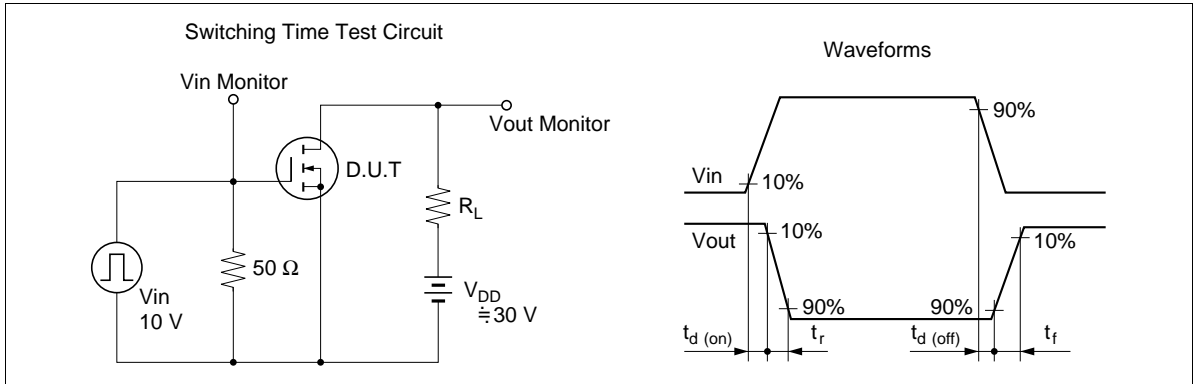 Switching Time Test Circuit
Vin Monitor
Vout Monitor
D.U.T
R_L
50 Ω
Vin
10 V
V_DD
≒30 V
Waveforms
Vin
10%
90%
Vout
10%
90%
90%
10%
t_d (on)
t_r
t_d (off)
t_f